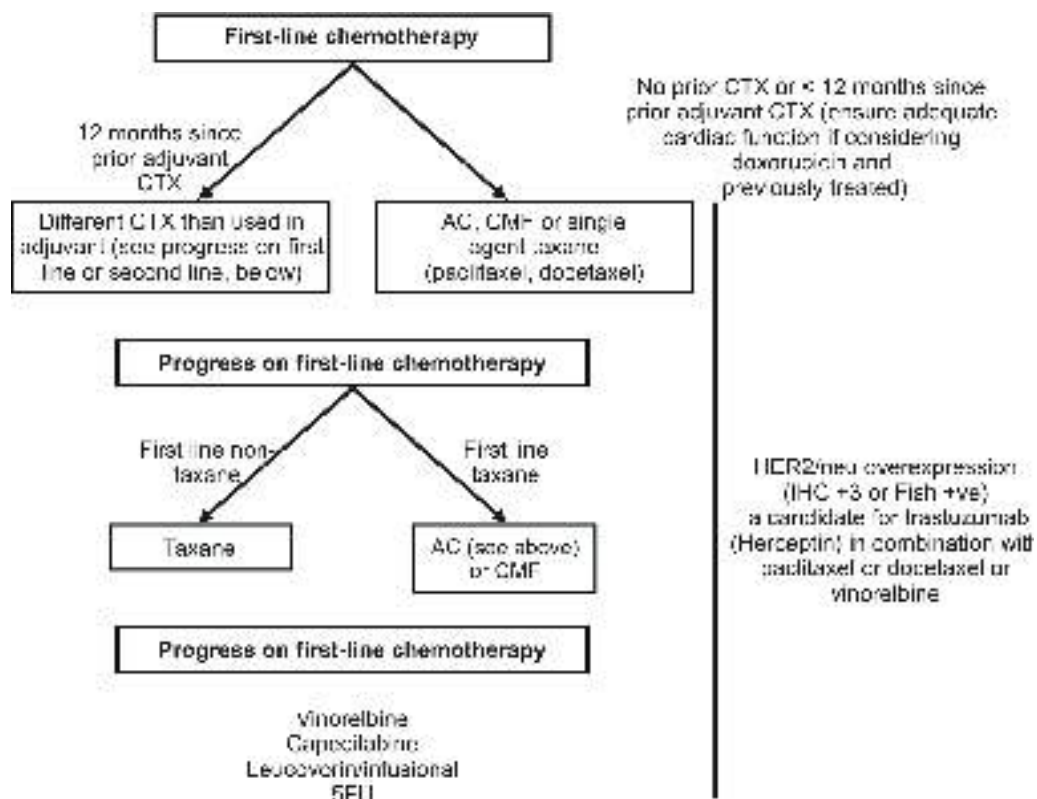 First-line chemotherapy
No prior CTX or < 12 months since
prior adjuvant CTX (ensure adequate
cardiac function if considering
doxorubicin and
previously treated)
12 months since
prior adjuvant
CTX
Different CTX than used in
adjuvant (see progress on first
line or second line, below)
AC, CMF or single
agent taxane
(paclitaxel, docetaxel)
Progress on first-line chemotherapy
First line non-
taxane
First line
taxane
Taxane
AC (see above)
or CMF
HER2/neu overexpression
(IHC +3 or Fish +ve)
a candidate for trastuzumab
(Herceptin) in combination with
paclitaxel or docetaxel or
vinorelbine
Progress on first-line chemotherapy
Vinorelbine
Capecitabine
Leucovorin/infusional
5FU